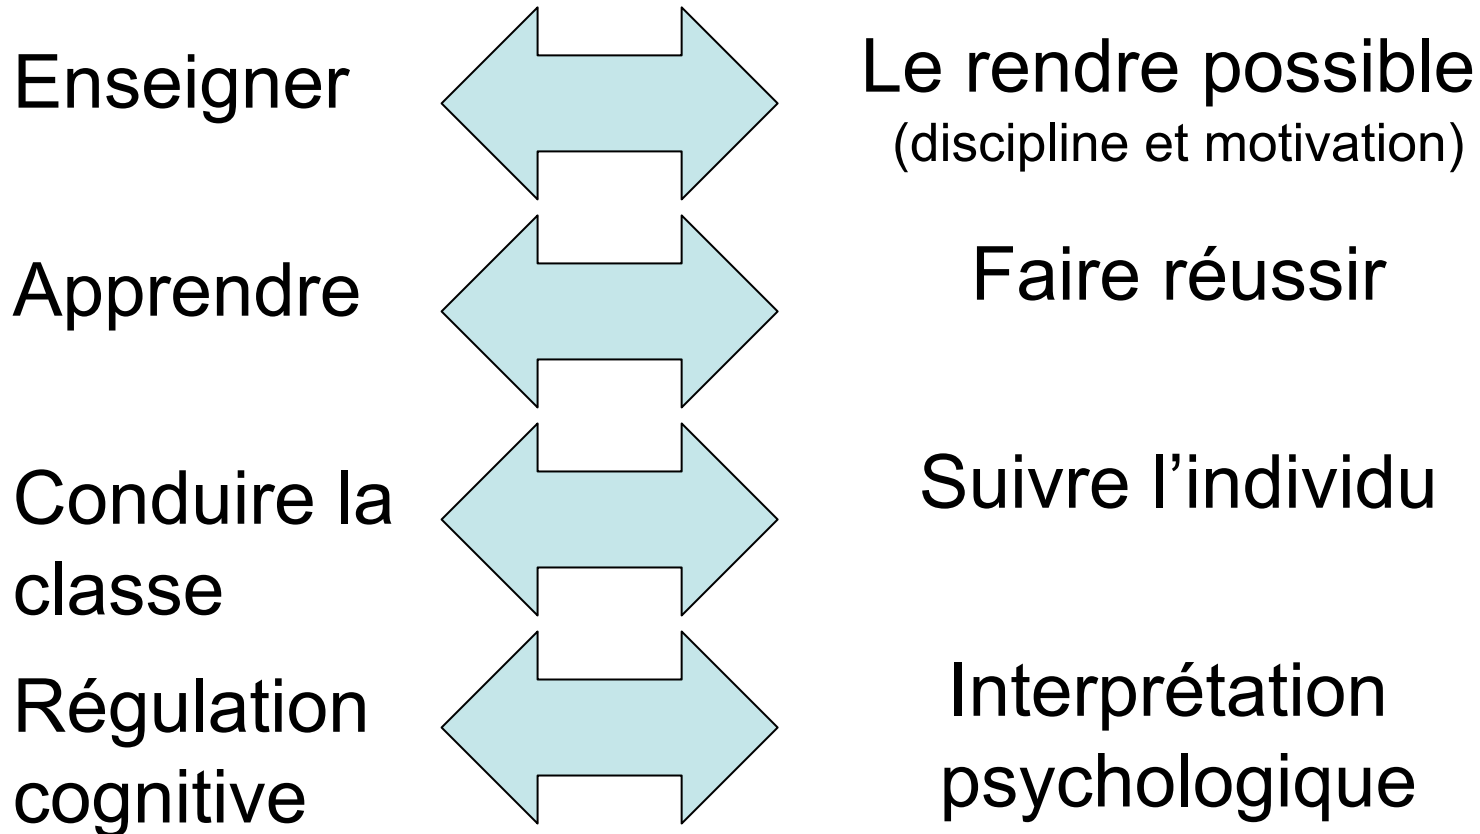 Enseigner
Le rendre possible
(discipline et motivation)
Apprendre
Faire réussir
Conduire la
classe
Suivre l’individu
Régulation
cognitive
Interprétation
psychologique